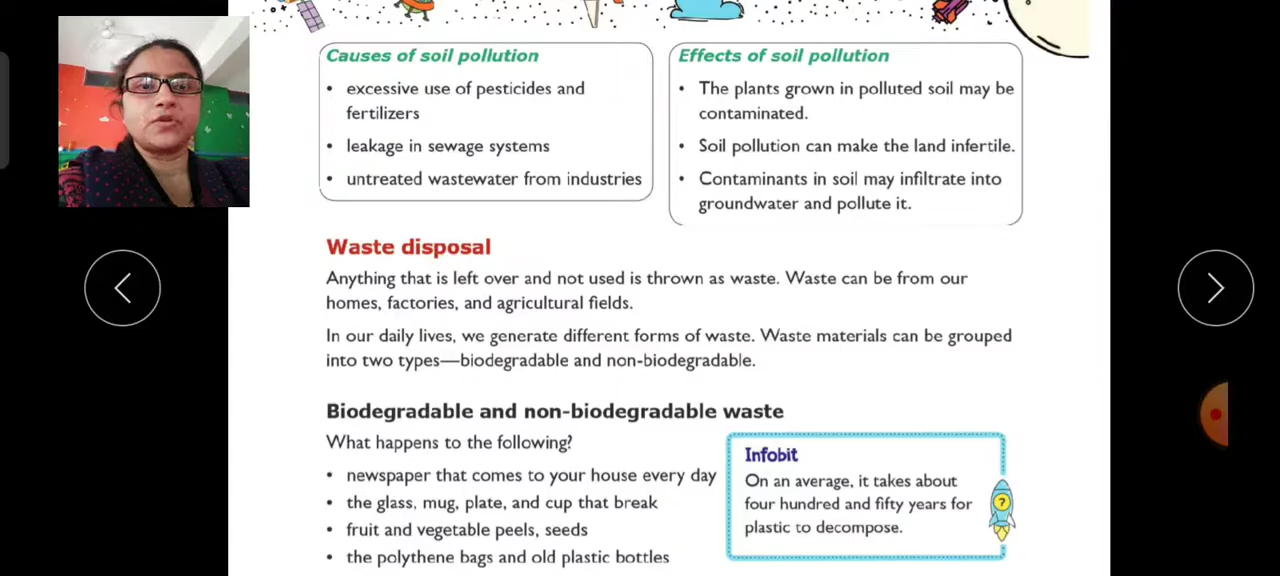 Causes of soil pollution
• excessive use of pesticides and
fertilizers
• leakage in sewage systems
• untreated wastewater from industries
Effects of soil pollution
• The plants grown in polluted soil may be
contaminated.
• Soil pollution can make the land infertile.
• Contaminants in soil may infiltrate into
groundwater and pollute it.
Waste disposal
Anything that is left over and not used is thrown as waste. Waste can be from our
homes, factories, and agricultural fields.
In our daily lives, we generate different forms of waste. Waste materials can be grouped
into two types—biodegradable and non-biodegradable.
Biodegradable and non-biodegradable waste
What happens to the following?
• newspaper that comes to your house every day
• the glass, mug, plate, and cup that break
• fruit and vegetable peels, seeds
• the polythene bags and old plastic bottles
Infobit
On an average, it takes about
four hundred and fifty years for
plastic to decompose.
?